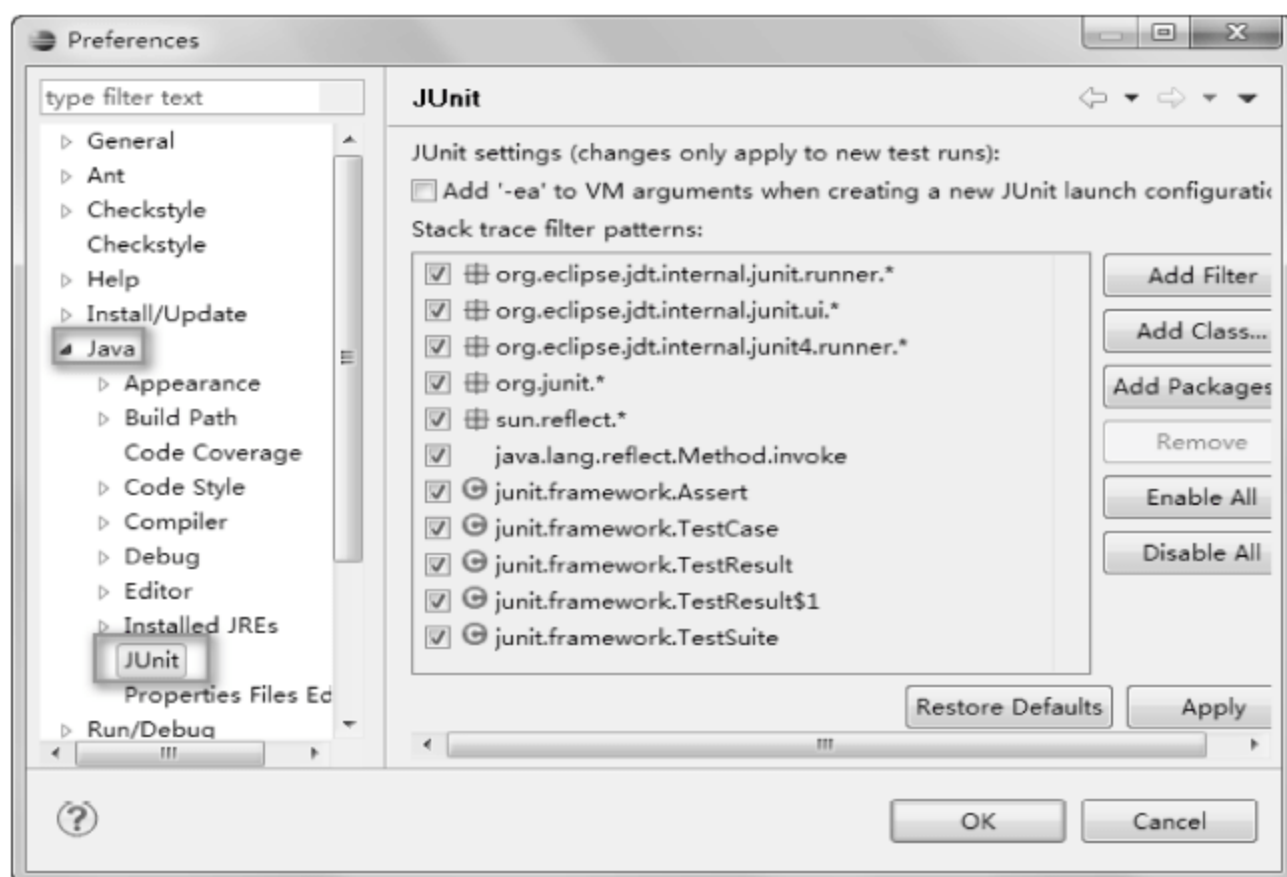 Preferences
type filter text
General
Ant
Checkstyle
Checkstyle
Help
Install/Update
Java
Appearance
Build Path
Code Coverage
Code Style
Compiler
Debug
Editor
Installed JREs
JUnit
Properties Files Ed
Run/Debug
JUnit
JUnit settings (changes only apply to new test runs):
Add '-ea' to VM arguments when creating a new JUnit launch configuratio
Stack trace filter patterns:
org.eclipse.jdt.internal.junit.runner.*
org.eclipse.jdt.internal.junit.ui.*
org.eclipse.jdt.internal.junit4.runner.*
org.junit.*
sun.reflect.*
java.lang.reflect.Method.invoke
junit.framework.Assert
junit.framework.TestCase
junit.framework.TestResult
junit.framework.TestResult$1
junit.framework.TestSuite
Add Filter
Add Class...
Add Packages
Remove
Enable All
Disable All
Restore Defaults
Apply
OK
Cancel